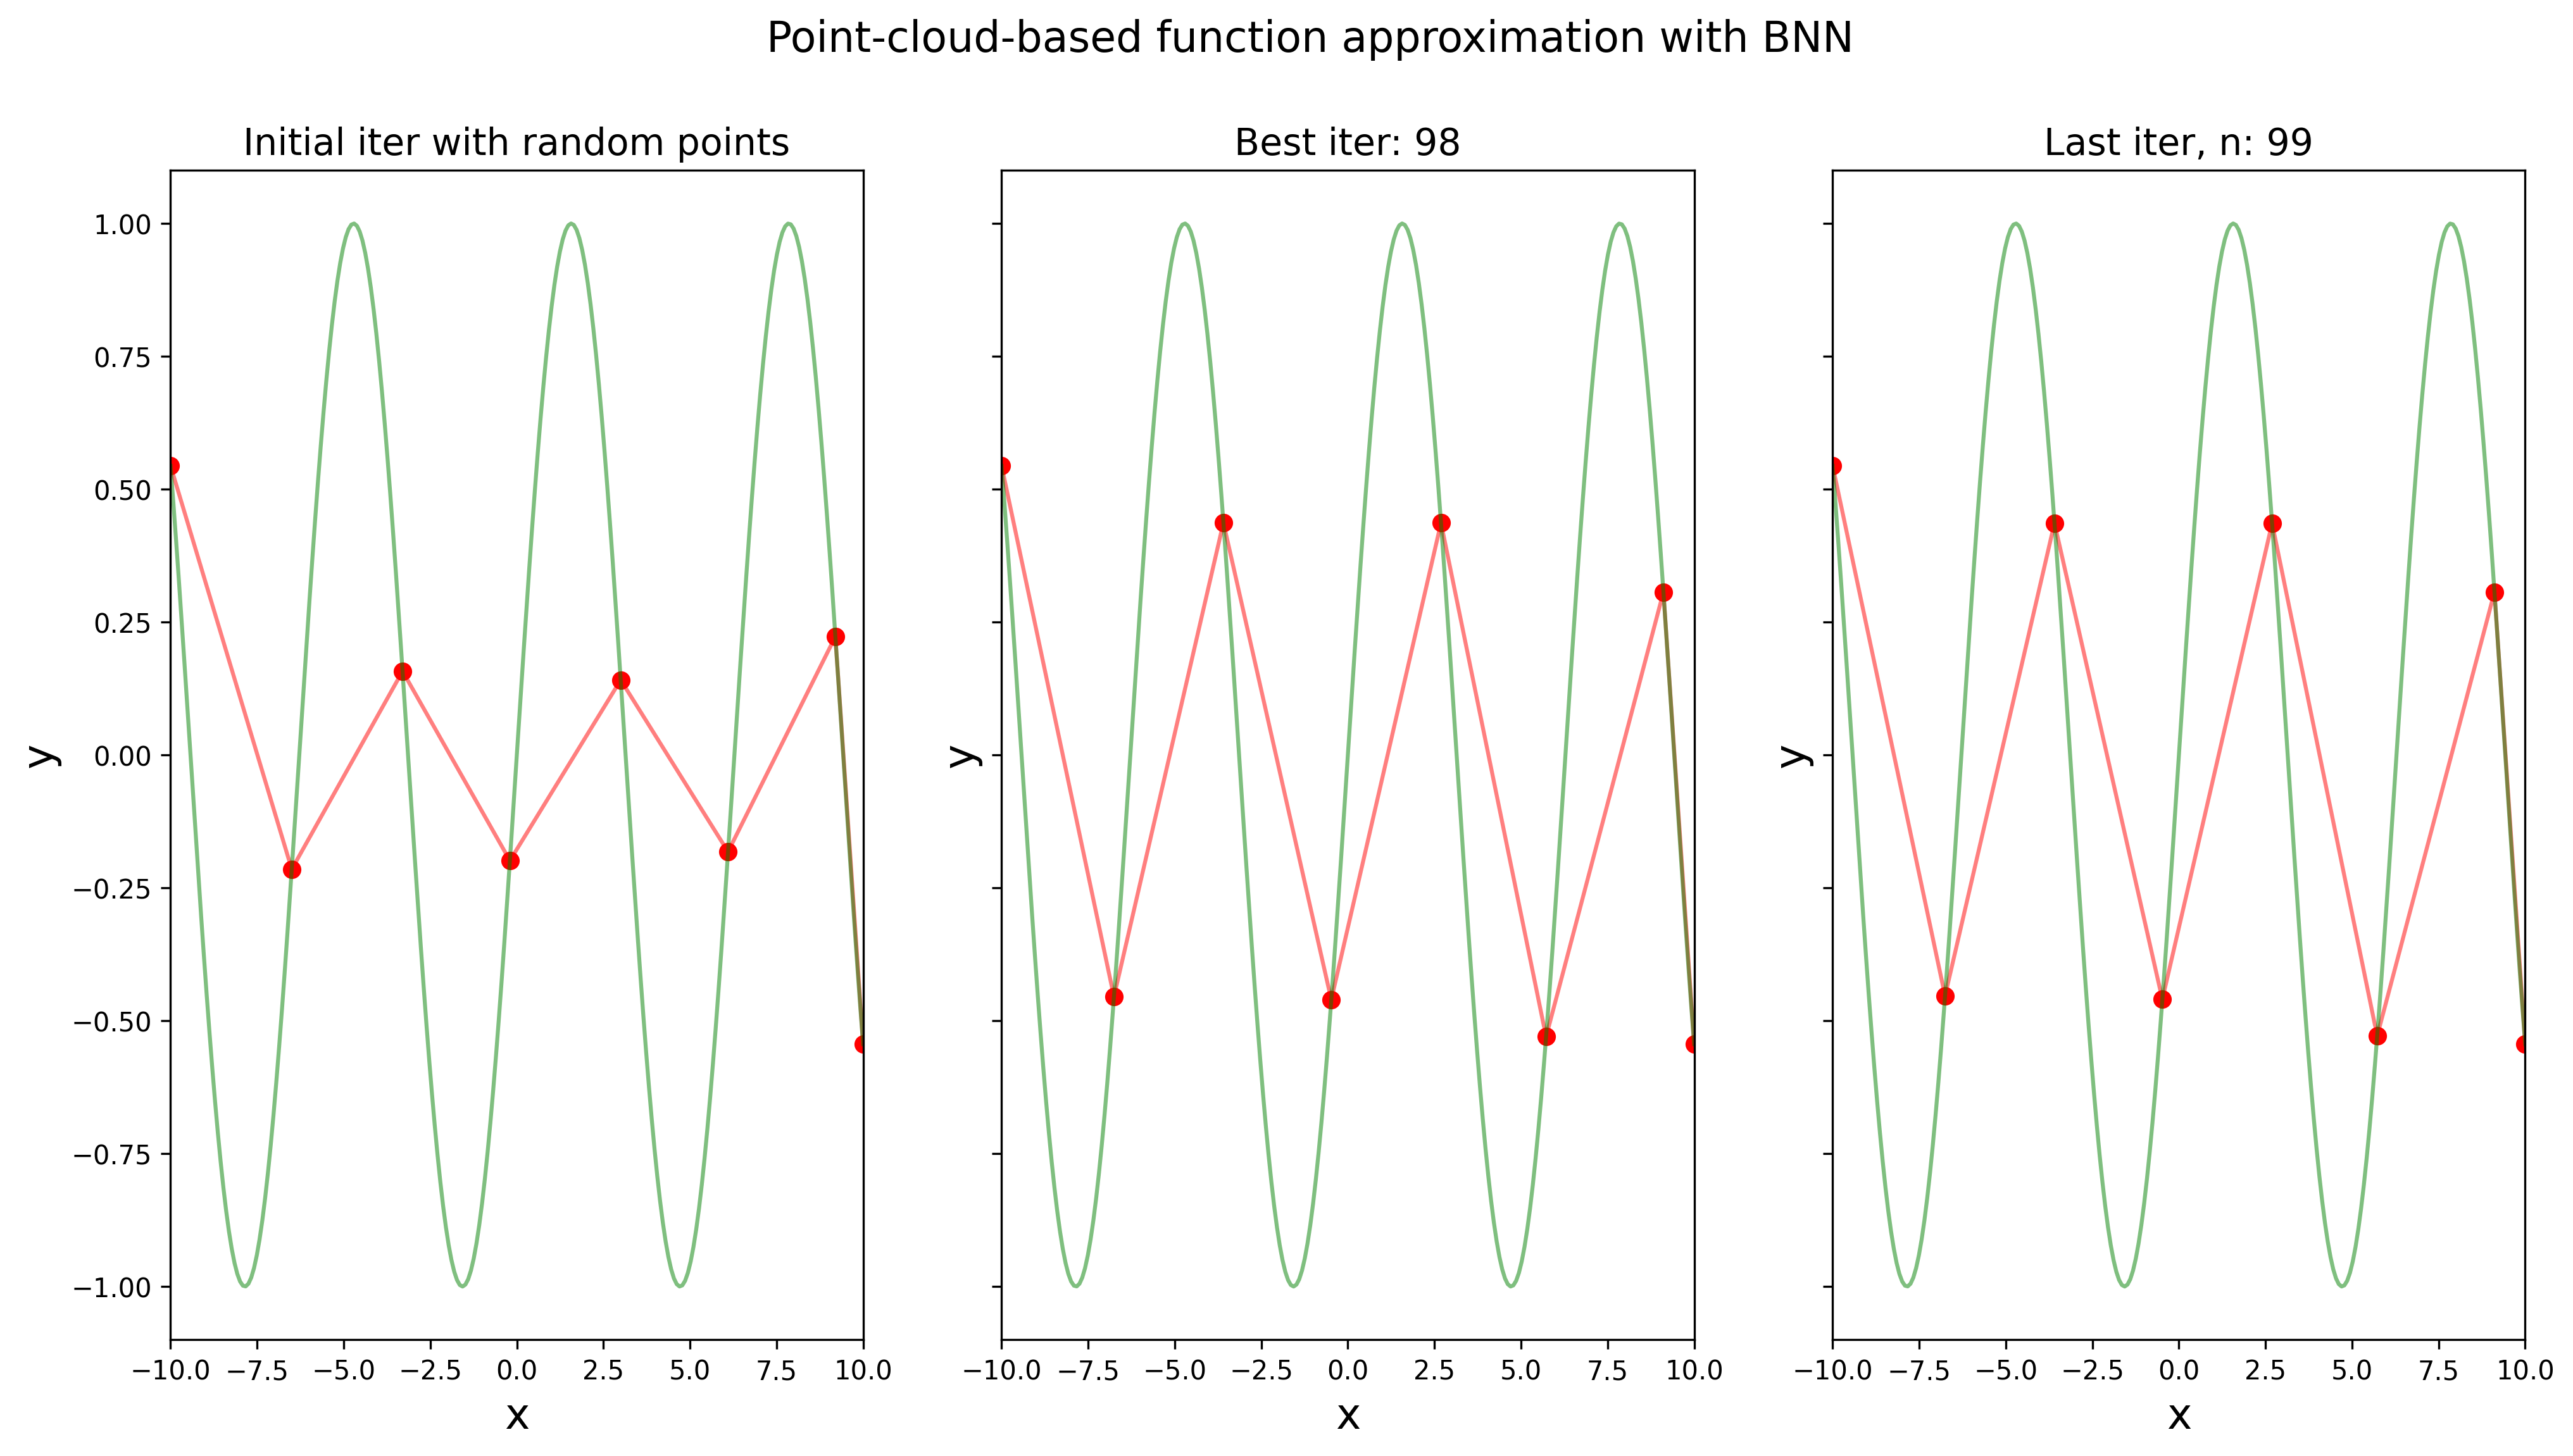 Point-cloud-based function approximation with BNN
Initial iter with random points
Best iter: 98
Last iter, n: 99
1.00
0.75
0.50
0.25
0.00
−0.25
−0.50
−0.75
−1.00
y
y
y
−10.0 −7.5 −5.0 −2.5 0.0 2.5 5.0 7.5 10.0
−10.0 −7.5 −5.0 −2.5 0.0 2.5 5.0 7.5 10.0
−10.0 −7.5 −5.0 −2.5 0.0 2.5 5.0 7.5 10.0
x
x
x